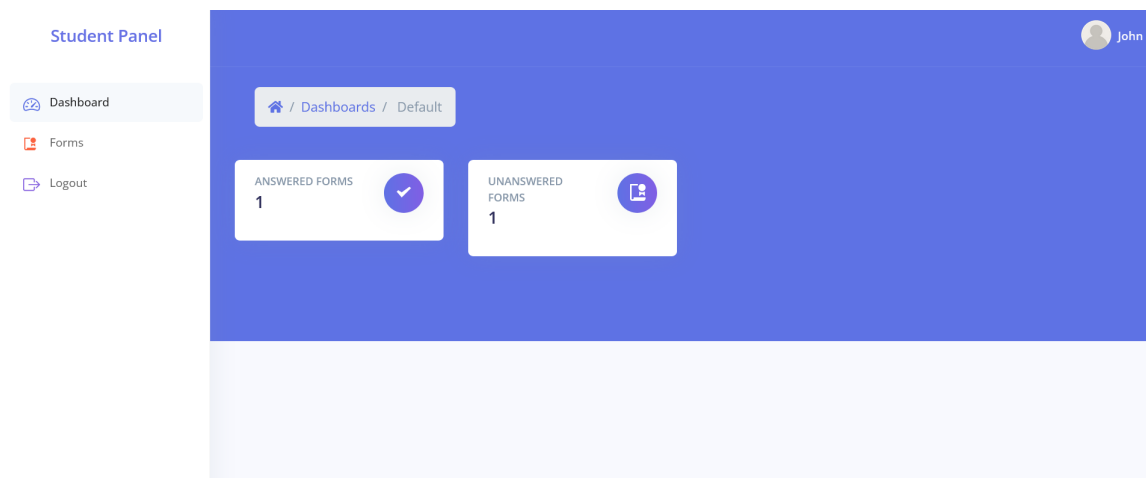 Student Panel
John
Dashboard
Forms
Logout
/ Dashboards / Default
ANSWERED FORMS
1
UNANSWERED
FORMS
1